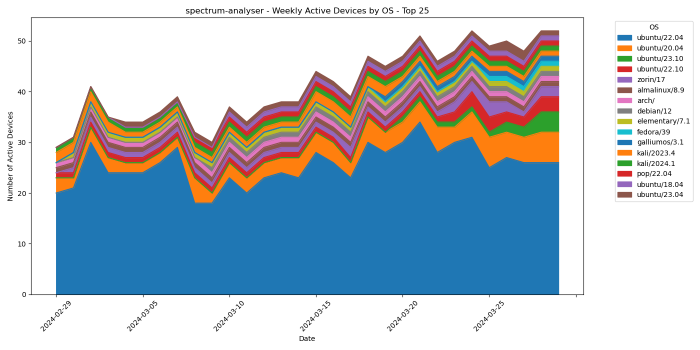 spectrum-analyser - Weekly Active Devices by OS - Top 25
Number of Active Devices
50
40
30
20
10
0
2024-02-29
2024-03-05
2024-03-10
2024-03-15
2024-03-20
2024-03-25
Date
OS
ubuntu/22.04
ubuntu/20.04
ubuntu/23.10
ubuntu/22.10
zorin/17
almalinux/8.9
arch/
debian/12
elementary/7.1
fedora/39
galliumos/3.1
kali/2023.4
kali/2024.1
pop/22.04
ubuntu/18.04
ubuntu/23.04